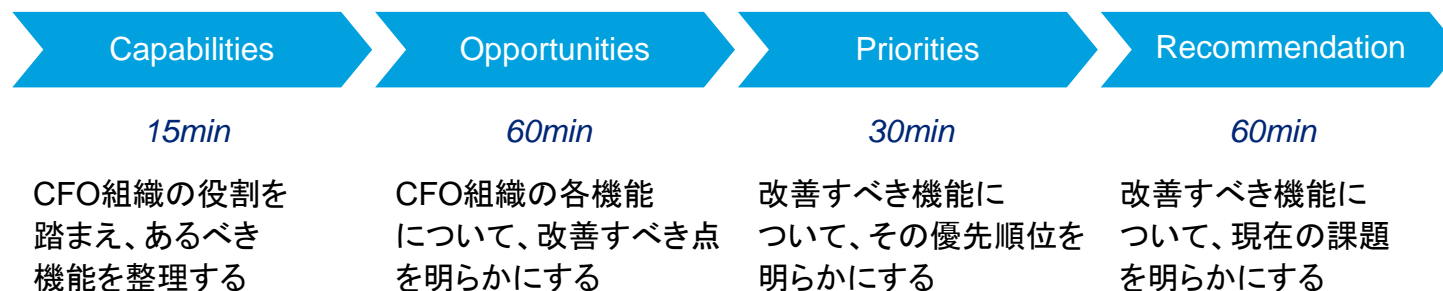 Capabilities
Opportunities
Priorities
Recommendation
15min
60min
30min
60min
CFO組織の役割を
踏まえ、あるべき
機能を整理する
CFO組織の各機能
について、改善すべき点
を明らかにする
改善すべき機能に
ついて、その優先順位を
明らかにする
改善すべき機能に
ついて、現在の課題
を明らかにする